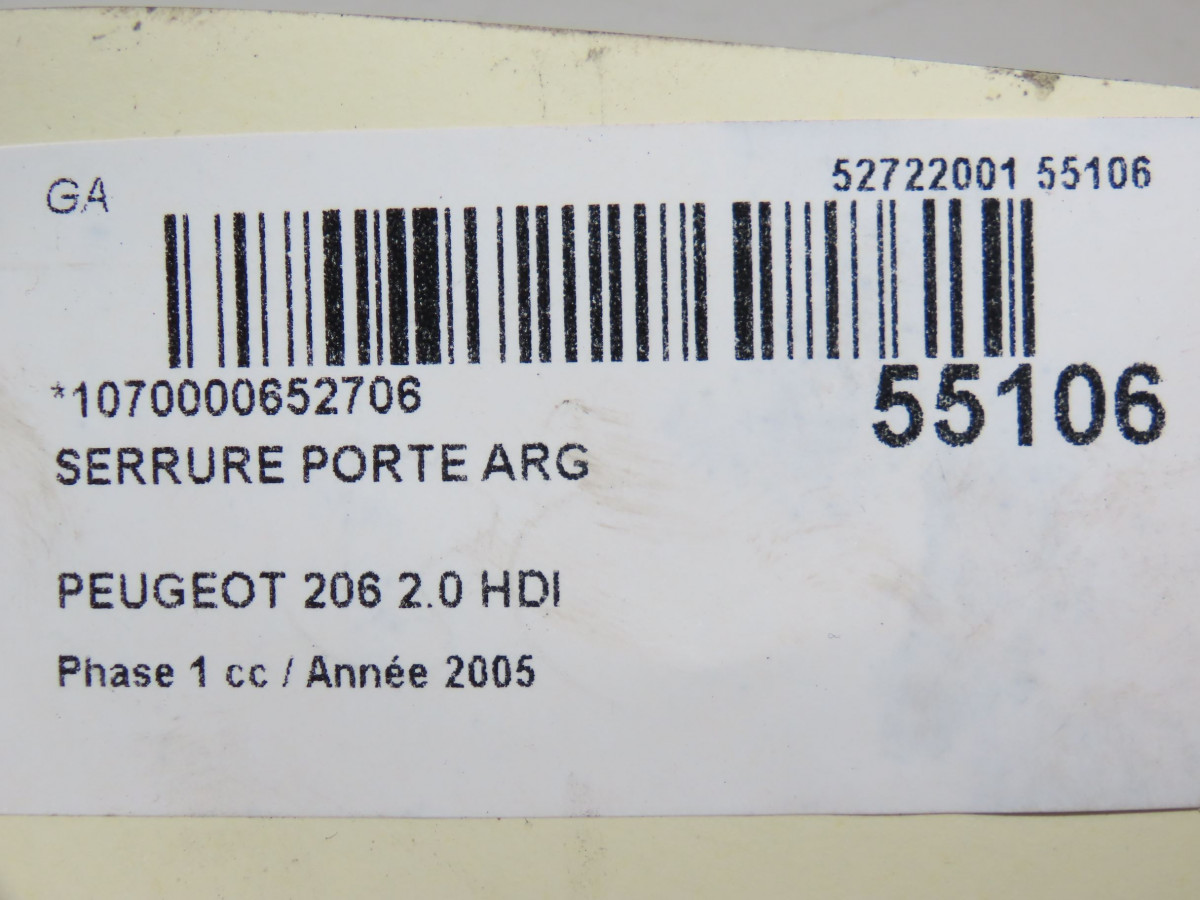 GA
52722001 55106
*1070000652706
55106
SERRURE PORTE ARG
PEUGEOT 206 2.0 HDI
Phase 1 cc / Année 2005